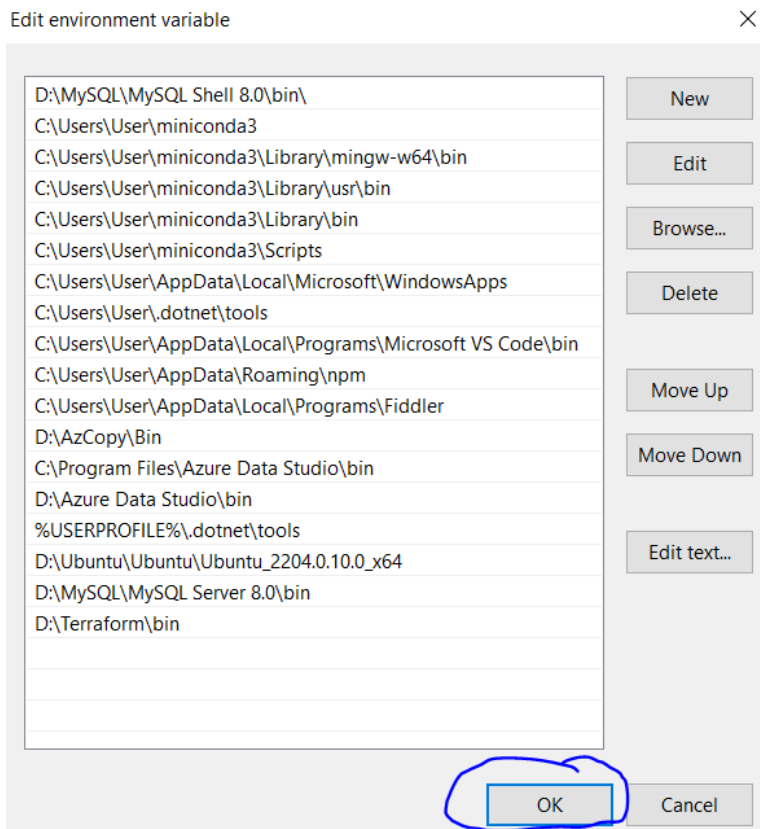 Edit environment variable
D:\MySQL\MySQL Shell 8.0\bin\
C:\Users\User\miniconda3
C:\Users\User\miniconda3\Library\mingw-w64\bin
C:\Users\User\miniconda3\Library\usr\bin
C:\Users\User\miniconda3\Library\bin
C:\Users\User\miniconda3\Scripts
C:\Users\User\AppData\Local\Microsoft\WindowsApps
C:\Users\User\.dotnet\tools
C:\Users\User\AppData\Local\Programs\Microsoft VS Code\bin
C:\Users\User\AppData\Roaming\npm
C:\Users\User\AppData\Local\Programs\Fiddler
D:\AzCopy\Bin
C:\Program Files\Azure Data Studio\bin
D:\Azure Data Studio\bin
%USERPROFILE%\.dotnet\tools
D:\Ubuntu\Ubuntu\Ubuntu_2204.0.10.0_x64
D:\MySQL\MySQL Server 8.0\bin
D:\Terraform\bin
New
Edit
Browse...
Delete
Move Up
Move Down
Edit text...
OK
Cancel